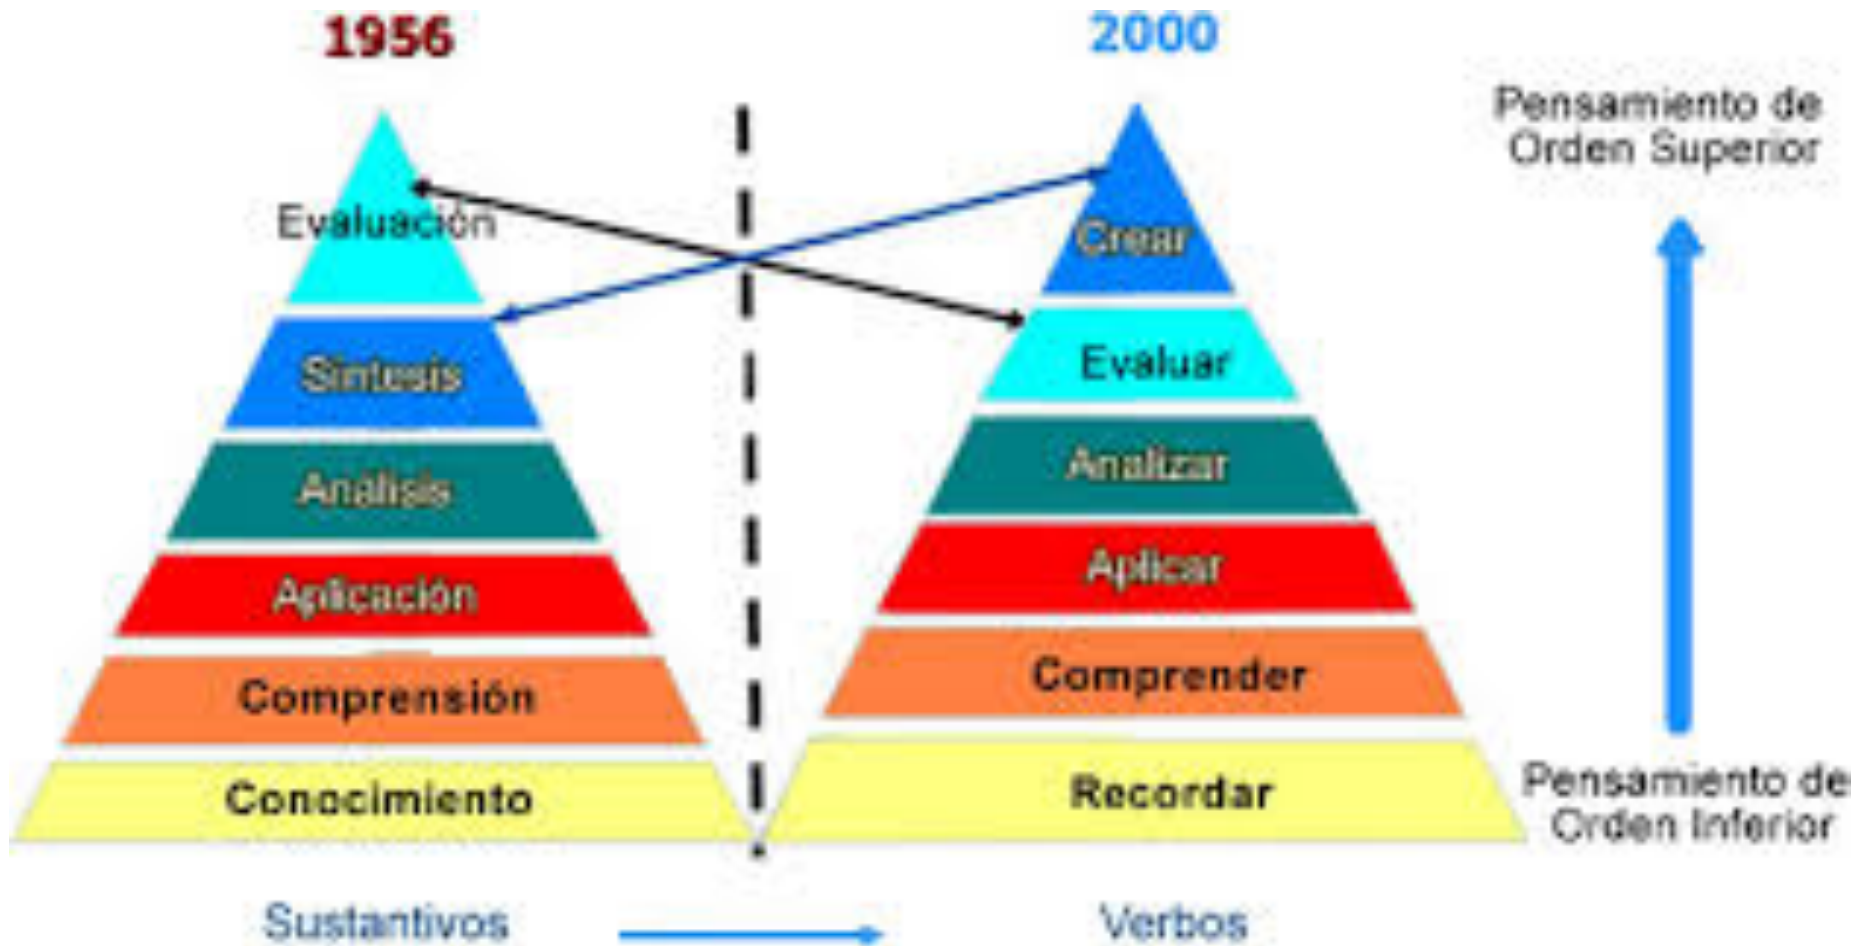 1956
Evaluación
Síntesis
Análisis
Aplicación
Comprensión
Conocimiento
Sustantivos
2000
Crear
Evaluar
Analizar
Aplicar
Comprender
Recordar
Verbos
Pensamiento de
Orden Superior
Pensamiento de
Orden Inferior